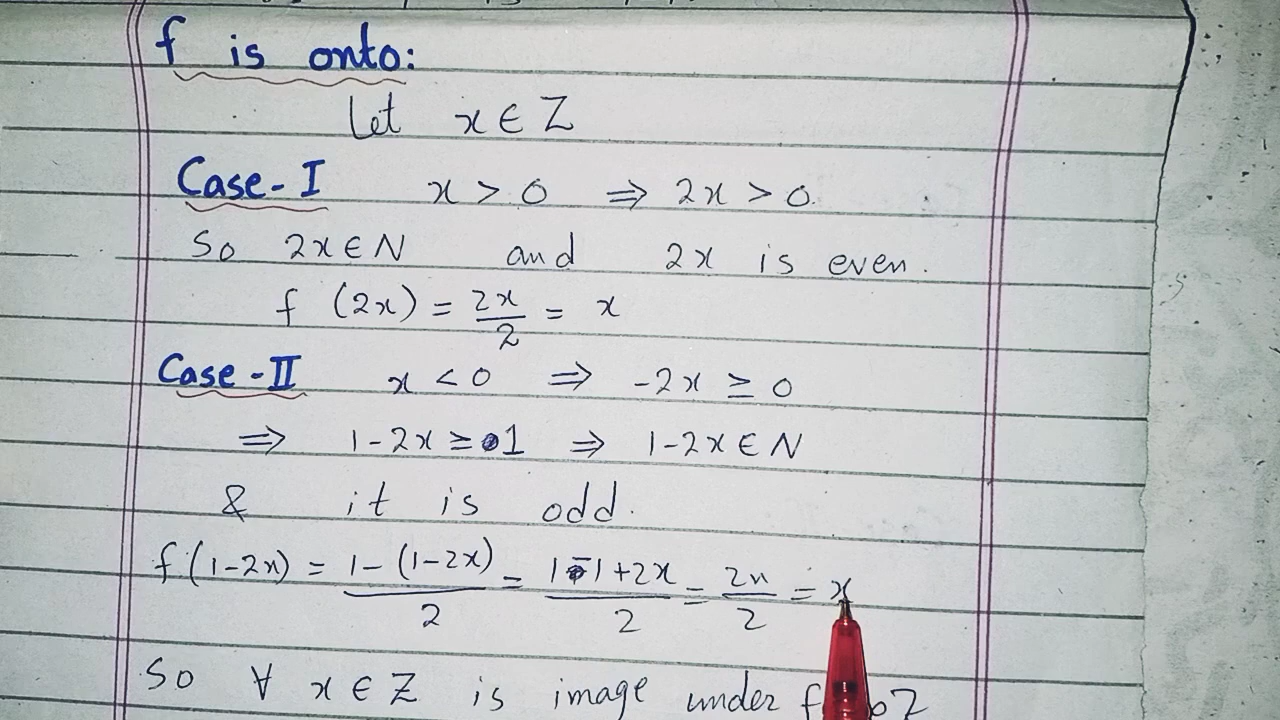 f is onto:
Let x ∈ Z
Case-I x > 0 ⇒ 2x > 0.
So 2x ∈ N and 2x is even.
f (2x) = 2x/2 = x
Case-II x < 0 ⇒ -2x ≥ 0
⇒ 1-2x ≥ 1 ⇒ 1-2x ∈ N
& it is odd.
f(1-2x) = 1-(1-2x)/2 = 1-1+2x/2 = 2x/2 = x
So ∀ x ∈ Z is image under f